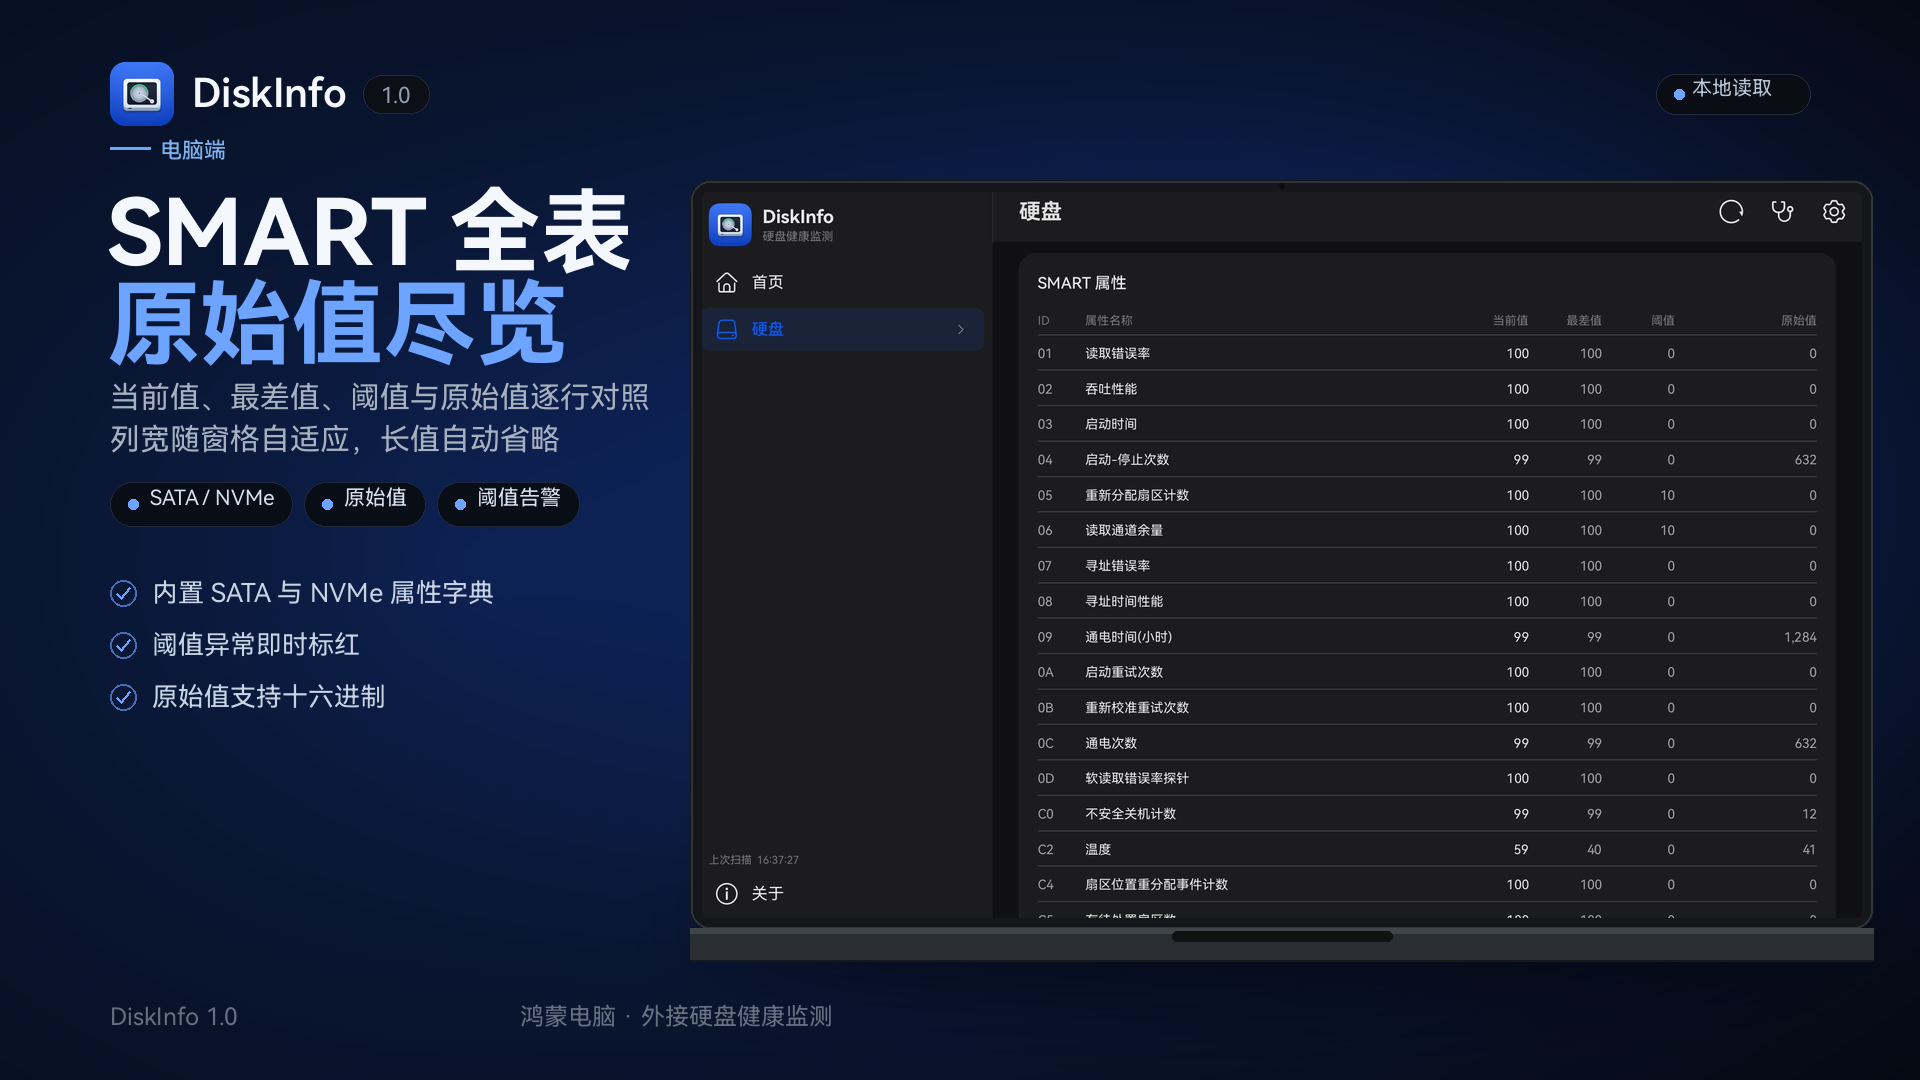 DiskInfo 1.0
本地读取
电脑端
SMART 全表
原始值尽览
当前值、最差值、阈值与原始值逐行对照
列宽随窗格自适应，长值自动省略
SATA / NVMe 原始值 阈值告警
内置 SATA 与 NVMe 属性字典
阈值异常即时标红
原始值支持十六进制
DiskInfo
硬盘健康监测
首页
硬盘
上次扫描 16:37:27
关于
硬盘
SMART 属性
ID 属性名称 当前值 最差值 阈值 原始值
01 读取错误率 100 100 0 0
02 吞吐性能 100 100 0 0
03 启动时间 100 100 0 0
04 启动-停止次数 99 99 0 632
05 重新分配扇区计数 100 100 10 0
06 读取通道余量 100 100 10 0
07 寻址错误率 100 100 0 0
08 寻址时间性能 100 100 0 0
09 通电时间(小时) 99 99 0 1,284
0A 启动重试次数 100 100 0 0
0B 重新校准重试次数 100 100 0 0
0C 通电次数 99 99 0 632
0D 软读取错误率探针 100 100 0 0
C0 不安全关机计数 99 99 0 12
C2 温度 59 40 0 41
C4 扇区位置重分配事件计数 100 100 0 0
DiskInfo 1.0
鸿蒙电脑 · 外接硬盘健康监测